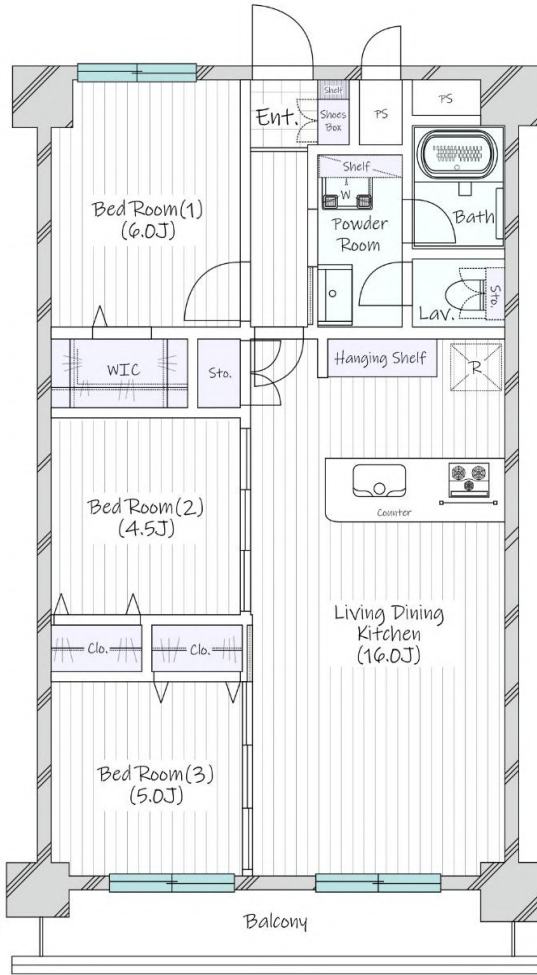 Shelf
Ent.
Shoes
Box
PS
PS
Shelf
W
Powder
Room
Bath
Bed Room(1)
(6.0J)
Lav.
Sto.
WIC
Sto.
Hanging Shelf
R
Bed Room(2)
(4.5J)
Counter
Living Dining
Kitchen
(16.0J)
Clo.
Clo.
Bed Room(3)
(5.0J)
Balcony